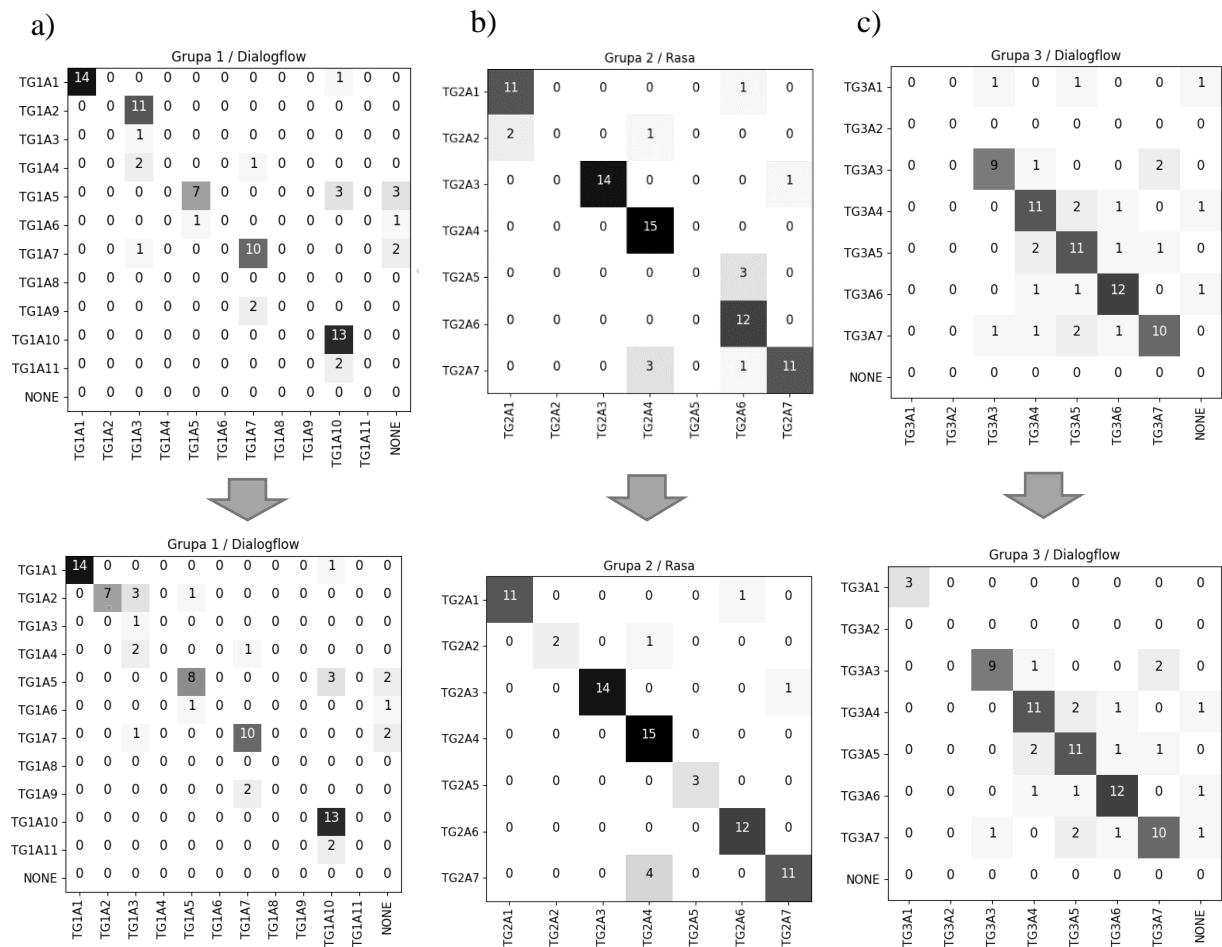 a)
Grupa 1 / Dialogflow
TG1A1 14 0 0 0 0 0 0 0 0 1 0 0
TG1A2 0 0 11 0 0 0 0 0 0 0 0 0
TG1A3 0 0 1 0 0 0 0 0 0 0 0 0
TG1A4 0 0 2 0 0 0 1 0 0 0 0 0
TG1A5 0 0 0 0 7 0 0 0 0 3 0 3
TG1A6 0 0 0 0 1 0 0 0 0 0 0 1
TG1A7 0 0 1 0 0 0 10 0 0 0 0 2
TG1A8 0 0 0 0 0 0 0 0 0 0 0 0
TG1A9 0 0 0 0 0 0 2 0 0 0 0 0
TG1A10 0 0 0 0 0 0 0 0 0 13 0 0
TG1A11 0 0 0 0 0 0 0 0 0 2 0 0
NONE 0 0 0 0 0 0 0 0 0 0 0 0
TG1A1 TG1A2 TG1A3 TG1A4 TG1A5 TG1A6 TG1A7 TG1A8 TG1A9 TG1A10 TG1A11 NONE
Grupa 1 / Dialogflow
TG1A1 14 0 0 0 0 0 0 0 0 1 0 0
TG1A2 0 7 3 0 1 0 0 0 0 0 0 0
TG1A3 0 0 1 0 0 0 0 0 0 0 0 0
TG1A4 0 0 2 0 0 0 1 0 0 0 0 0
TG1A5 0 0 0 0 8 0 0 0 0 3 0 2
TG1A6 0 0 0 0 1 0 0 0 0 0 0 1
TG1A7 0 0 1 0 0 0 10 0 0 0 0 2
TG1A8 0 0 0 0 0 0 0 0 0 0 0 0
TG1A9 0 0 0 0 0 0 2 0 0 0 0 0
TG1A10 0 0 0 0 0 0 0 0 0 13 0 0
TG1A11 0 0 0 0 0 0 0 0 0 2 0 0
NONE 0 0 0 0 0 0 0 0 0 0 0 0
TG1A1 TG1A2 TG1A3 TG1A4 TG1A5 TG1A6 TG1A7 TG1A8 TG1A9 TG1A10 TG1A11 NONE
b)
Grupa 2 / Rasa
TG2A1 11 0 0 0 0 1 0
TG2A2 2 0 0 1 0 0 0
TG2A3 0 0 14 0 0 0 1
TG2A4 0 0 0 15 0 0 0
TG2A5 0 0 0 0 0 3 0
TG2A6 0 0 0 0 0 12 0
TG2A7 0 0 0 3 0 1 11
TG2A1 TG2A2 TG2A3 TG2A4 TG2A5 TG2A6 TG2A7
Grupa 2 / Rasa
TG2A1 11 0 0 0 0 1 0
TG2A2 0 2 0 1 0 0 0
TG2A3 0 0 14 0 0 0 1
TG2A4 0 0 0 15 0 0 0
TG2A5 0 0 0 0 3 0 0
TG2A6 0 0 0 0 0 12 0
TG2A7 0 0 0 4 0 0 11
TG2A1 TG2A2 TG2A3 TG2A4 TG2A5 TG2A6 TG2A7
c)
Grupa 3 / Dialogflow
TG3A1 0 0 1 0 1 0 0 1
TG3A2 0 0 0 0 0 0 0 0
TG3A3 0 0 9 1 0 0 2 0
TG3A4 0 0 0 11 2 1 0 1
TG3A5 0 0 0 2 11 1 1 0
TG3A6 0 0 0 1 1 12 0 1
TG3A7 0 0 1 1 2 1 10 0
NONE 0 0 0 0 0 0 0 0
TG3A1 TG3A2 TG3A3 TG3A4 TG3A5 TG3A6 TG3A7 NONE
Grupa 3 / Dialogflow
TG3A1 3 0 0 0 0 0 0 0
TG3A2 0 0 0 0 0 0 0 0
TG3A3 0 0 9 1 0 0 2 0
TG3A4 0 0 0 11 2 1 0 1
TG3A5 0 0 0 2 11 1 1 0
TG3A6 0 0 0 1 1 12 0 1
TG3A7 0 0 1 0 2 1 10 1
NONE 0 0 0 0 0 0 0 0
TG3A1 TG3A2 TG3A3 TG3A4 TG3A5 TG3A6 TG3A7 NONE